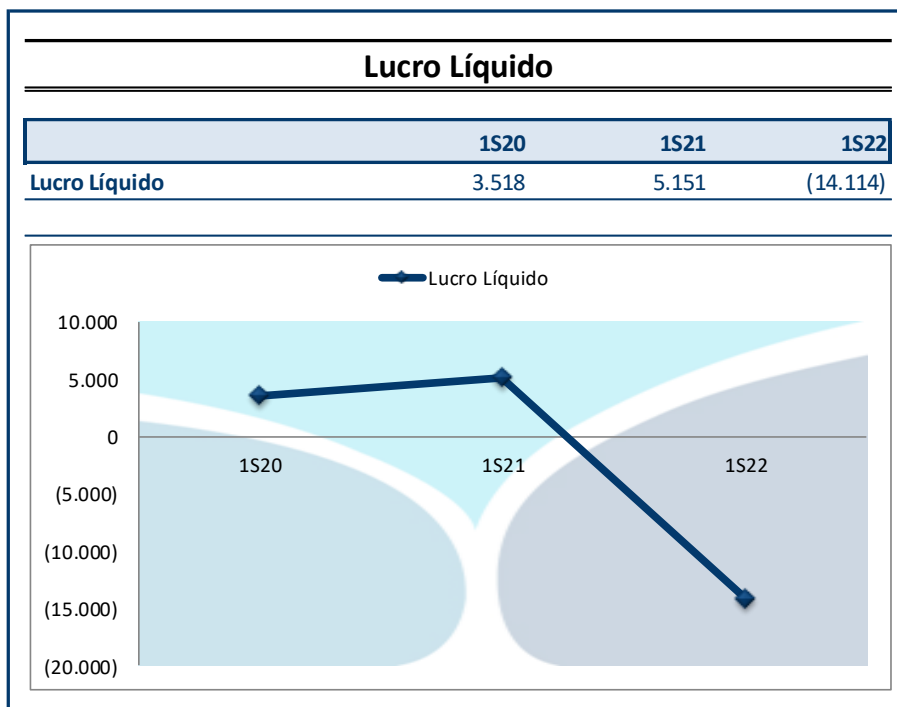 Lucro Líquido
1S20 1S21 1S22
Lucro Líquido 3.518 5.151 (14.114)
Lucro Líquido
10.000
5.000
0
1S20 1S21 1S22
(5.000)
(10.000)
(15.000)
(20.000)